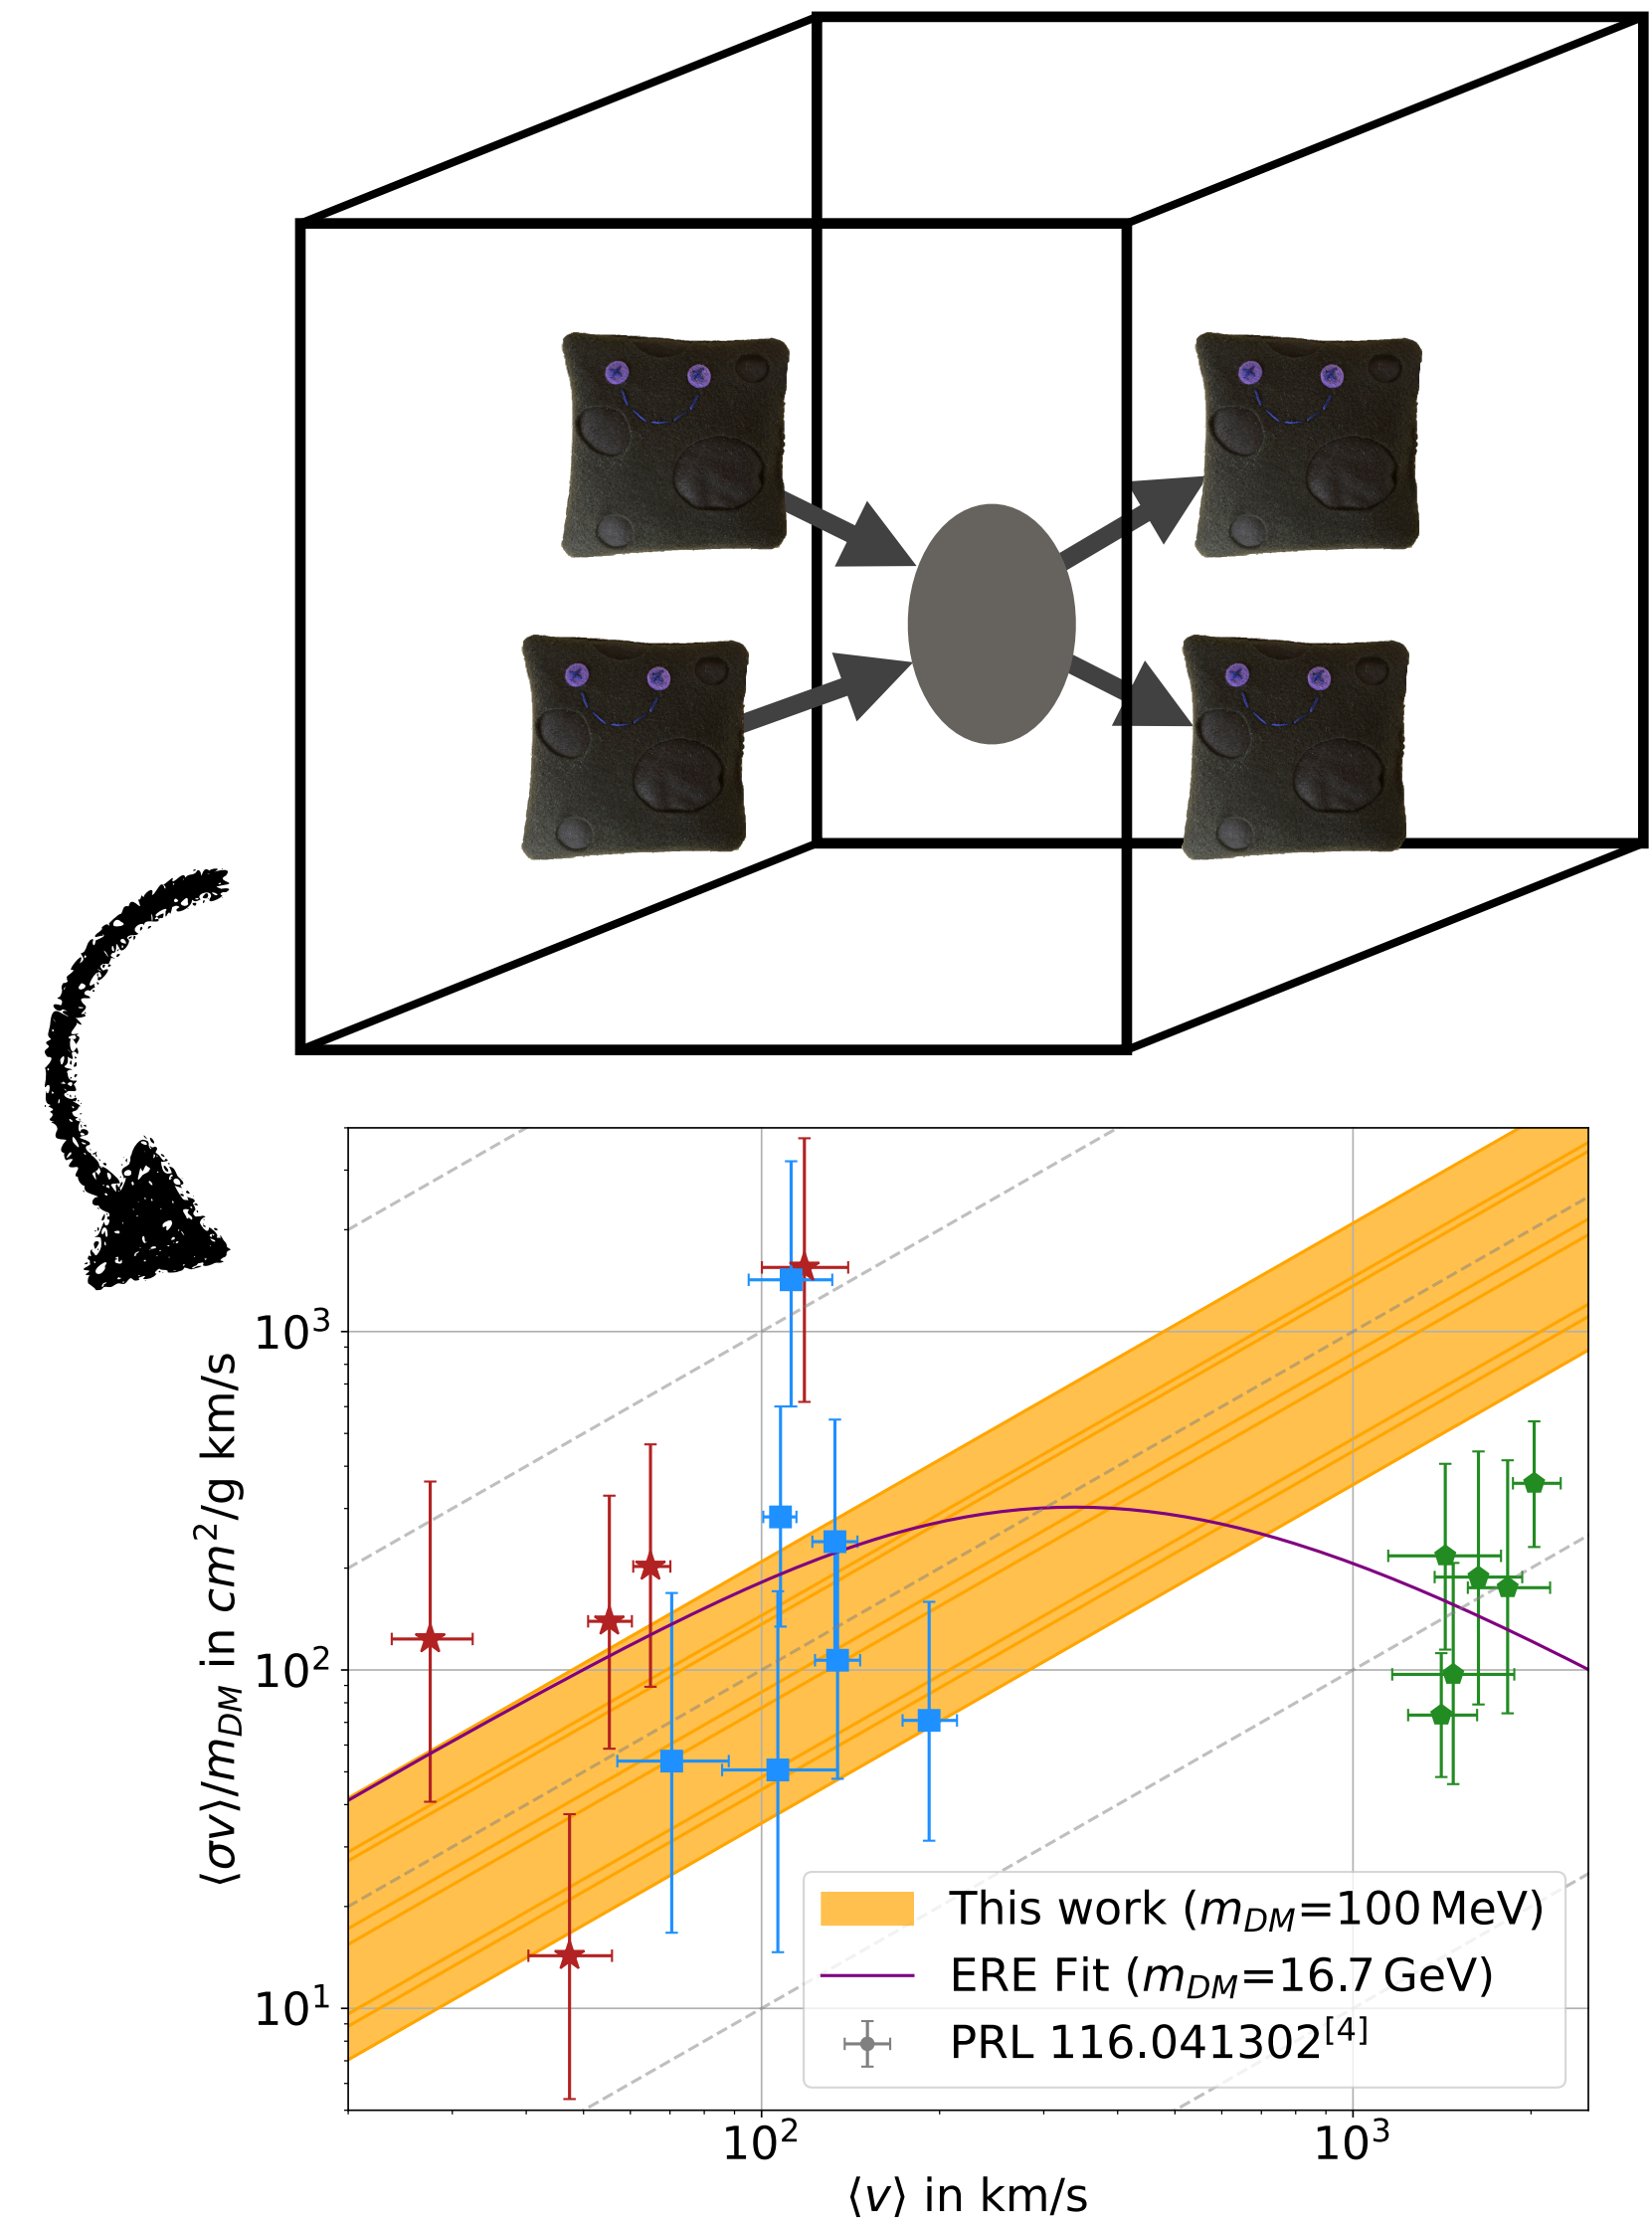 10³
10²
10¹
⟨σv⟩/m_DM in cm²/g km/s
This work (m_DM=100 MeV)
ERE Fit (m_DM=16.7 GeV)
PRL 116.041302[4]
10² 10³
⟨v⟩ in km/s